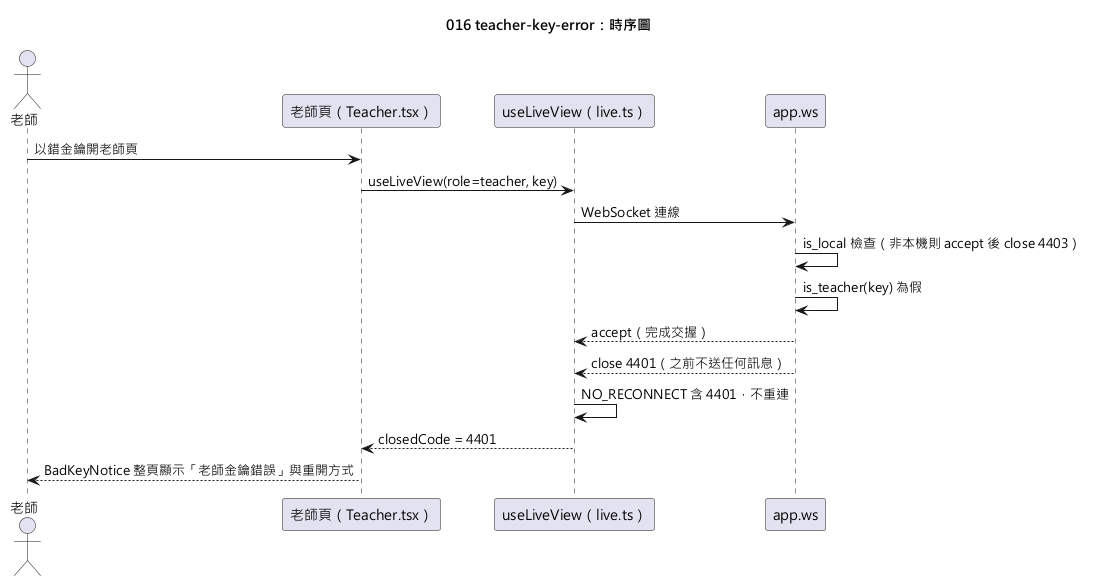 016 teacher-key-error：時序圖
老師
老師頁（Teacher.tsx）
useLiveView（live.ts）
app.ws
以錯金鑰開老師頁
useLiveView(role=teacher, key)
WebSocket 連線
is_local 檢查（非本機則 accept 後 close 4403）
is_teacher(key) 為假
accept（完成交握）
close 4401（之前不送任何訊息）
NO_RECONNECT 含 4401，不重連
closedCode = 4401
BadKeyNotice 整頁顯示「老師金鑰錯誤」與重開方式
老師
老師頁（Teacher.tsx）
useLiveView（live.ts）
app.ws